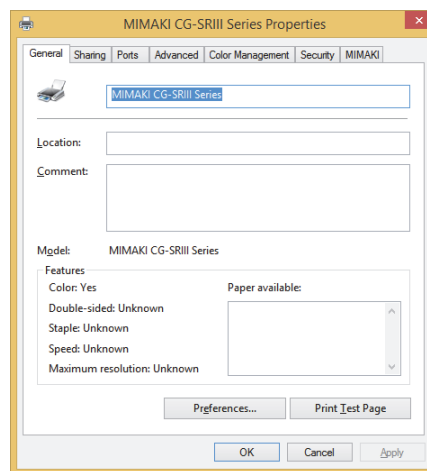 MIMAKI CG-SRIII Series Properties
General Sharing Ports Advanced Color Management Security MIMAKI
MIMAKI CG-SRIII Series
Location:
Comment:
Model: MIMAKI CG-SRIII Series
Features
Color: Yes Paper available:
Double-sided: Unknown
Staple: Unknown
Speed: Unknown
Maximum resolution: Unknown
Preferences... Print Test Page
OK Cancel Apply